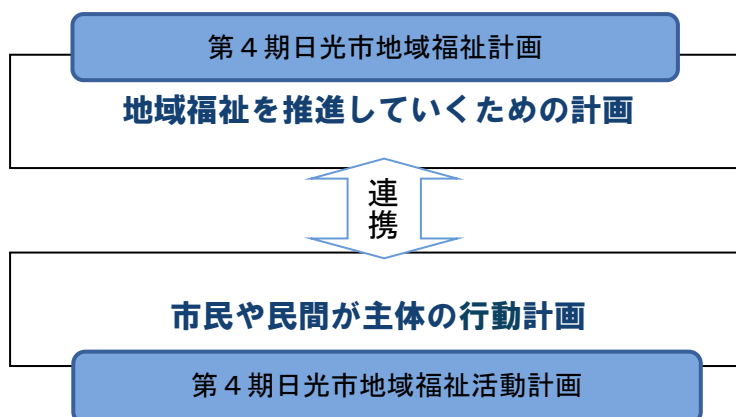 第４期日光市地域福祉計画
地域福祉を推進していくための計画
連携
市民や民間が主体の行動計画
第４期日光市地域福祉活動計画